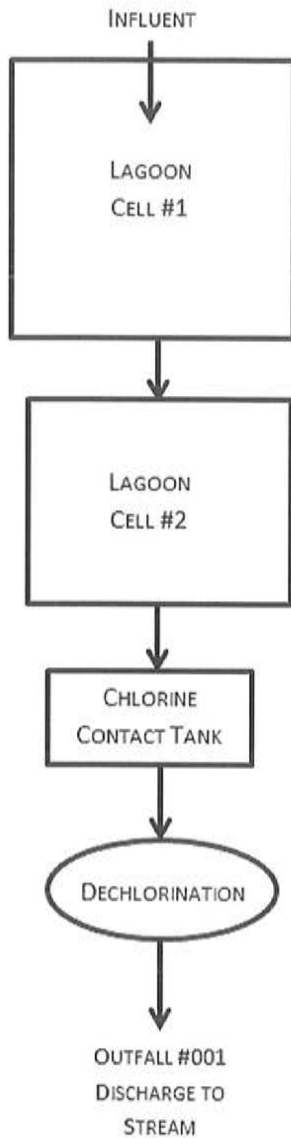 INFLUENT
LAGOON
CELL #1
LAGOON
CELL #2
CHLORINE
CONTACT TANK
DECHLORINATION
OUTFALL #001
DISCHARGE TO
STREAM